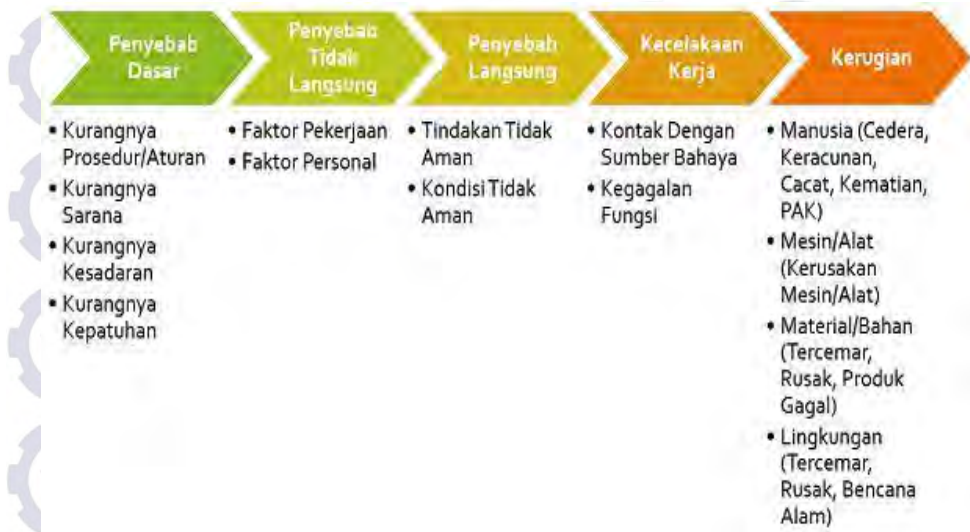 Penyebab
Dasar
Penyebab
Tidak
Langsung
Penyebab
Langsung
Kecelakaan
Kerja
Kerugian
• Kurangnya
Prosedur/Aturan
• Kurangnya
Sarana
• Kurangnya
Kesadaran
• Kurangnya
Kepatuhan
• Faktor Pekerjaan
• Faktor Personal
• Tindakan Tidak
Aman
• Kondisi Tidak
Aman
• Kontak Dengan
Sumber Bahaya
• Kegagalan
Fungsi
• Manusia (Cedera,
Keracunan,
Cacat, Kematian,
PAK)
• Mesin/Alat
(Kerusakan
Mesin/Alat)
• Material/Bahan
(Tercemar,
Rusak, Produk
Gagal)
• Lingkungan
(Tercemar,
Rusak, Bencana
Alam)